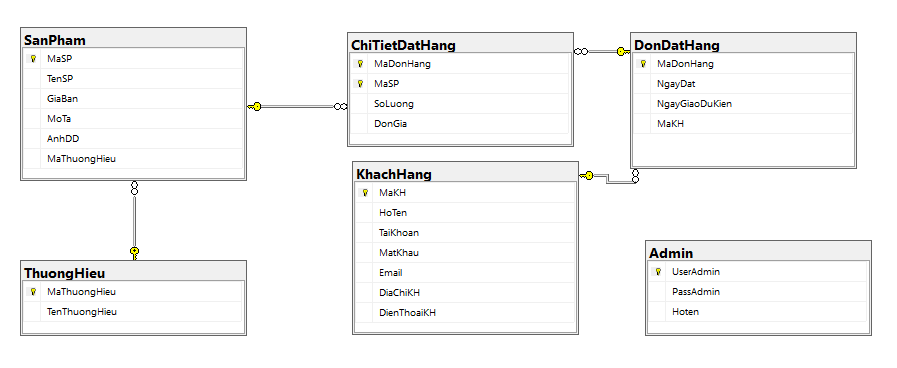 SanPham
MaSP
TenSP
GiaBan
MoTa
AnhDD
MaThuongHieu
ChiTietDatHang
MaDonHang
MaSP
SoLuong
DonGia
DonDatHang
MaDonHang
NgayDat
NgayGiaoDuKien
MaKH
KhachHang
MaKH
HoTen
TaiKhoan
MatKhau
Email
DiaChiKH
DienThoaiKH
ThuongHieu
MaThuongHieu
TenThuongHieu
Admin
UserAdmin
PassAdmin
Hoten